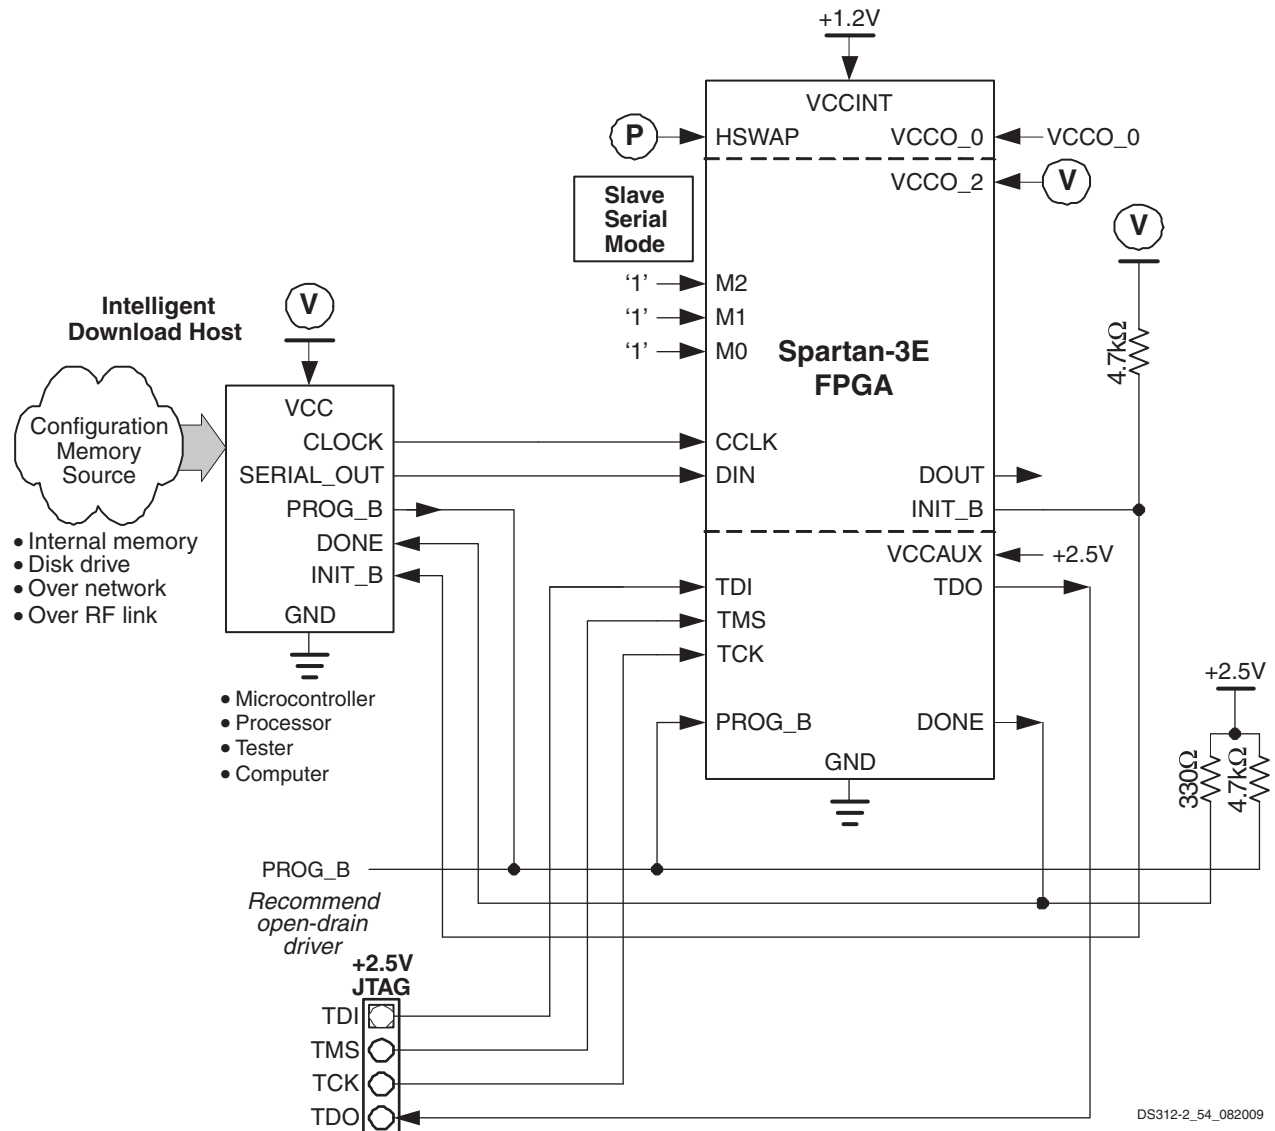 +1.2V
VCCINT
P
HSWAP
VCCO_0
VCCO_0
VCCO_2
V
Slave
Serial
Mode
V
‘1’
M2
‘1’
M1
‘1’
M0
Spartan-3E
FPGA
4.7kΩ
Intelligent
Download Host
V
Configuration
Memory
Source
VCC
CLOCK
SERIAL_OUT
PROG_B
DONE
INIT_B
GND
CCLK
DIN
DOUT
INIT_B
• Internal memory
• Disk drive
• Over network
• Over RF link
VCCAUX
+2.5V
TDI
TDO
TMS
TCK
• Microcontroller
• Processor
• Tester
• Computer
PROG_B
DONE
GND
+2.5V
330Ω
4.7kΩ
PROG_B
Recommend
open-drain
driver
+2.5V
JTAG
TDI
TMS
TCK
TDO
DS312-2_54_082009